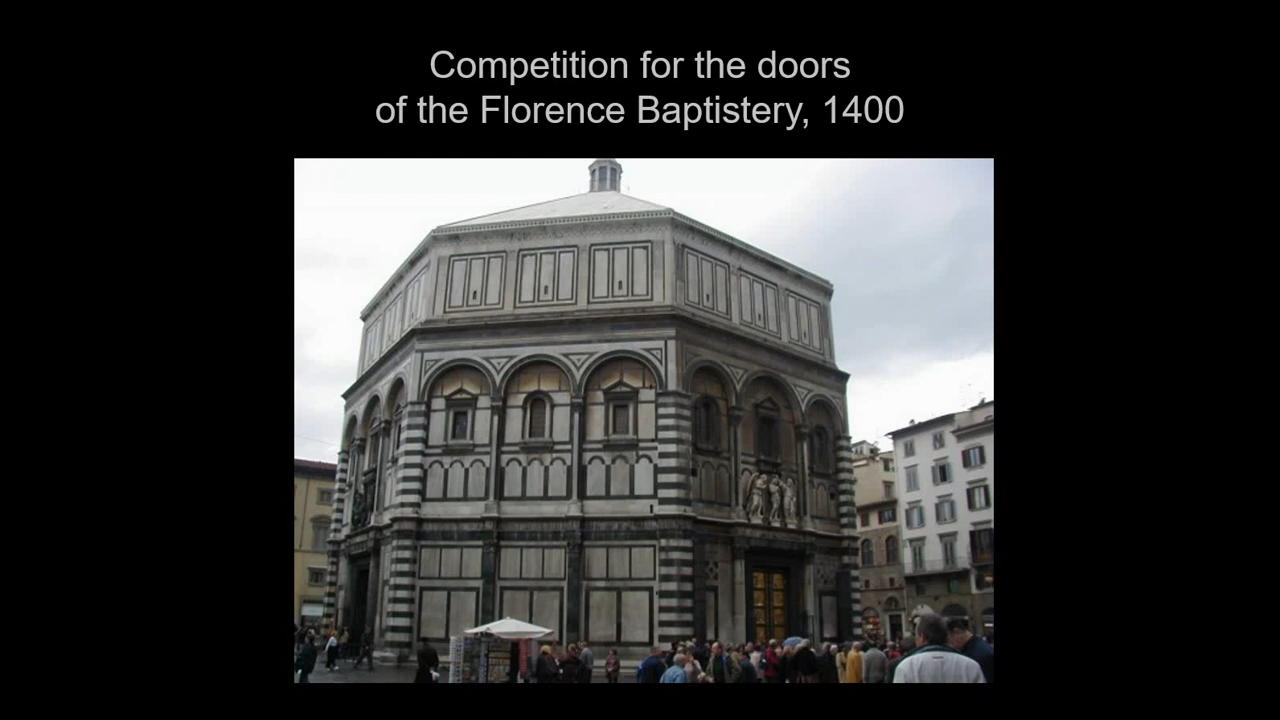 Competition for the doors
of the Florence Baptistery, 1400